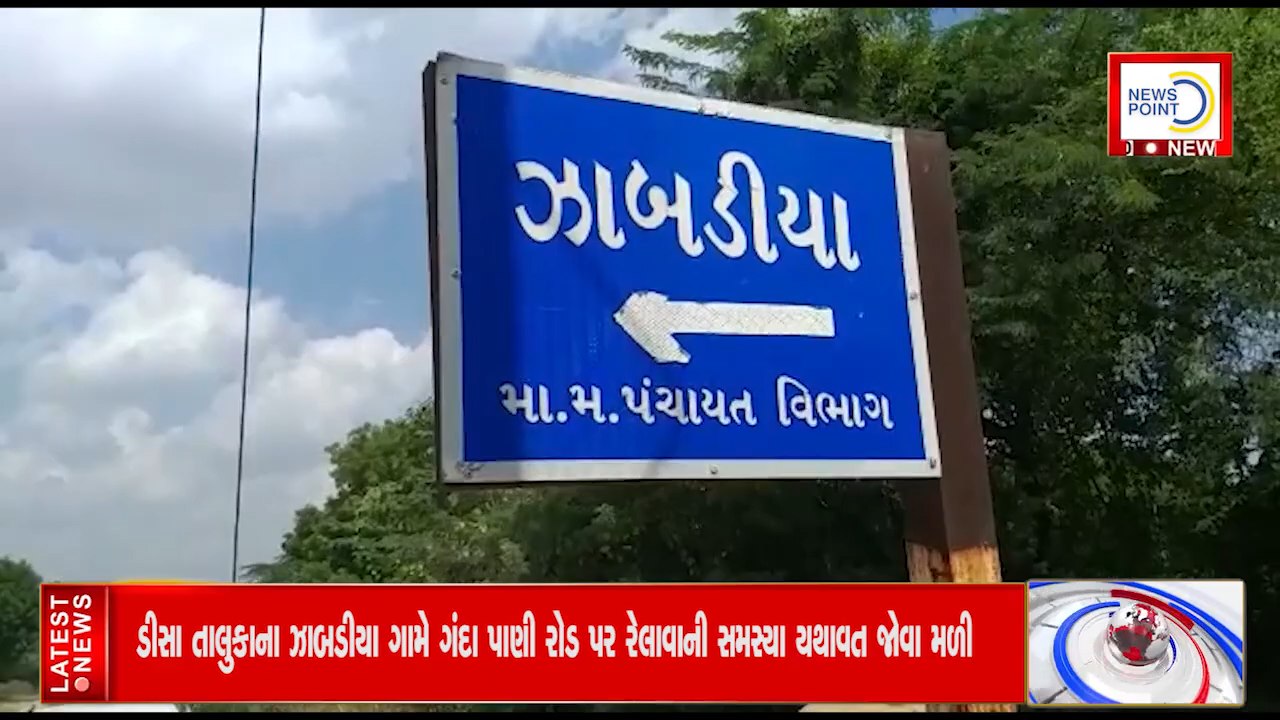 NEWS
POINT
NEW
ઝાબડીયા
મા.મ.પંચાયત વિભાગ
LATEST
NEWS
ડીસા તાલુકાના ઝાબડીયા ગામે ગંદા પાણી રોડ પર રેલાવાની સમસ્યા યથાવત જોવા મળી